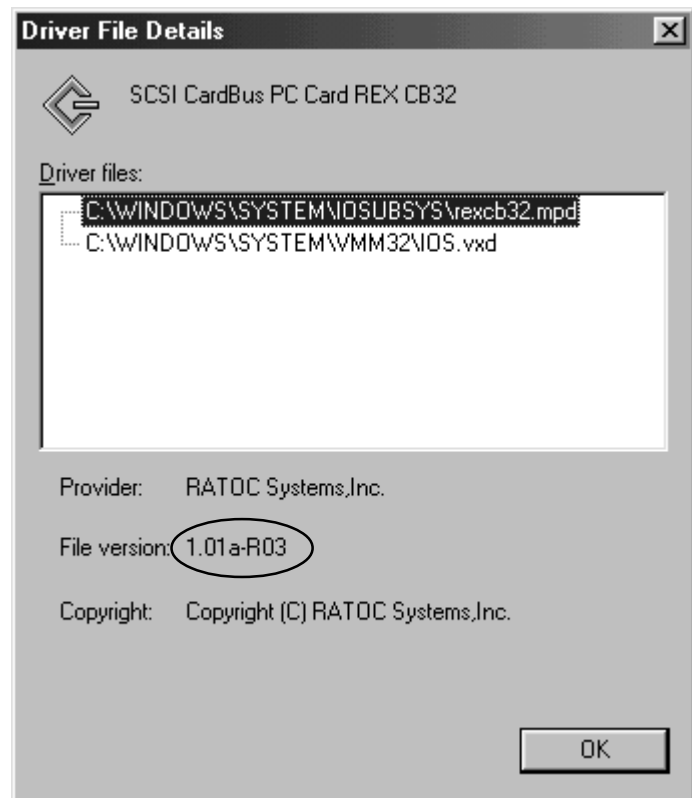 Driver File Details
SCSI CardBus PC Card REX CB32
Driver files:
C:\WINDOWS\SYSTEM\IOSUBSYS\rexcb32.mpd
C:\WINDOWS\SYSTEM\VMM32\IOS.vxd
Provider: RATOC Systems,Inc.
File version: 1.01a-R03
Copyright: Copyright (C) RATOC Systems,Inc.
OK